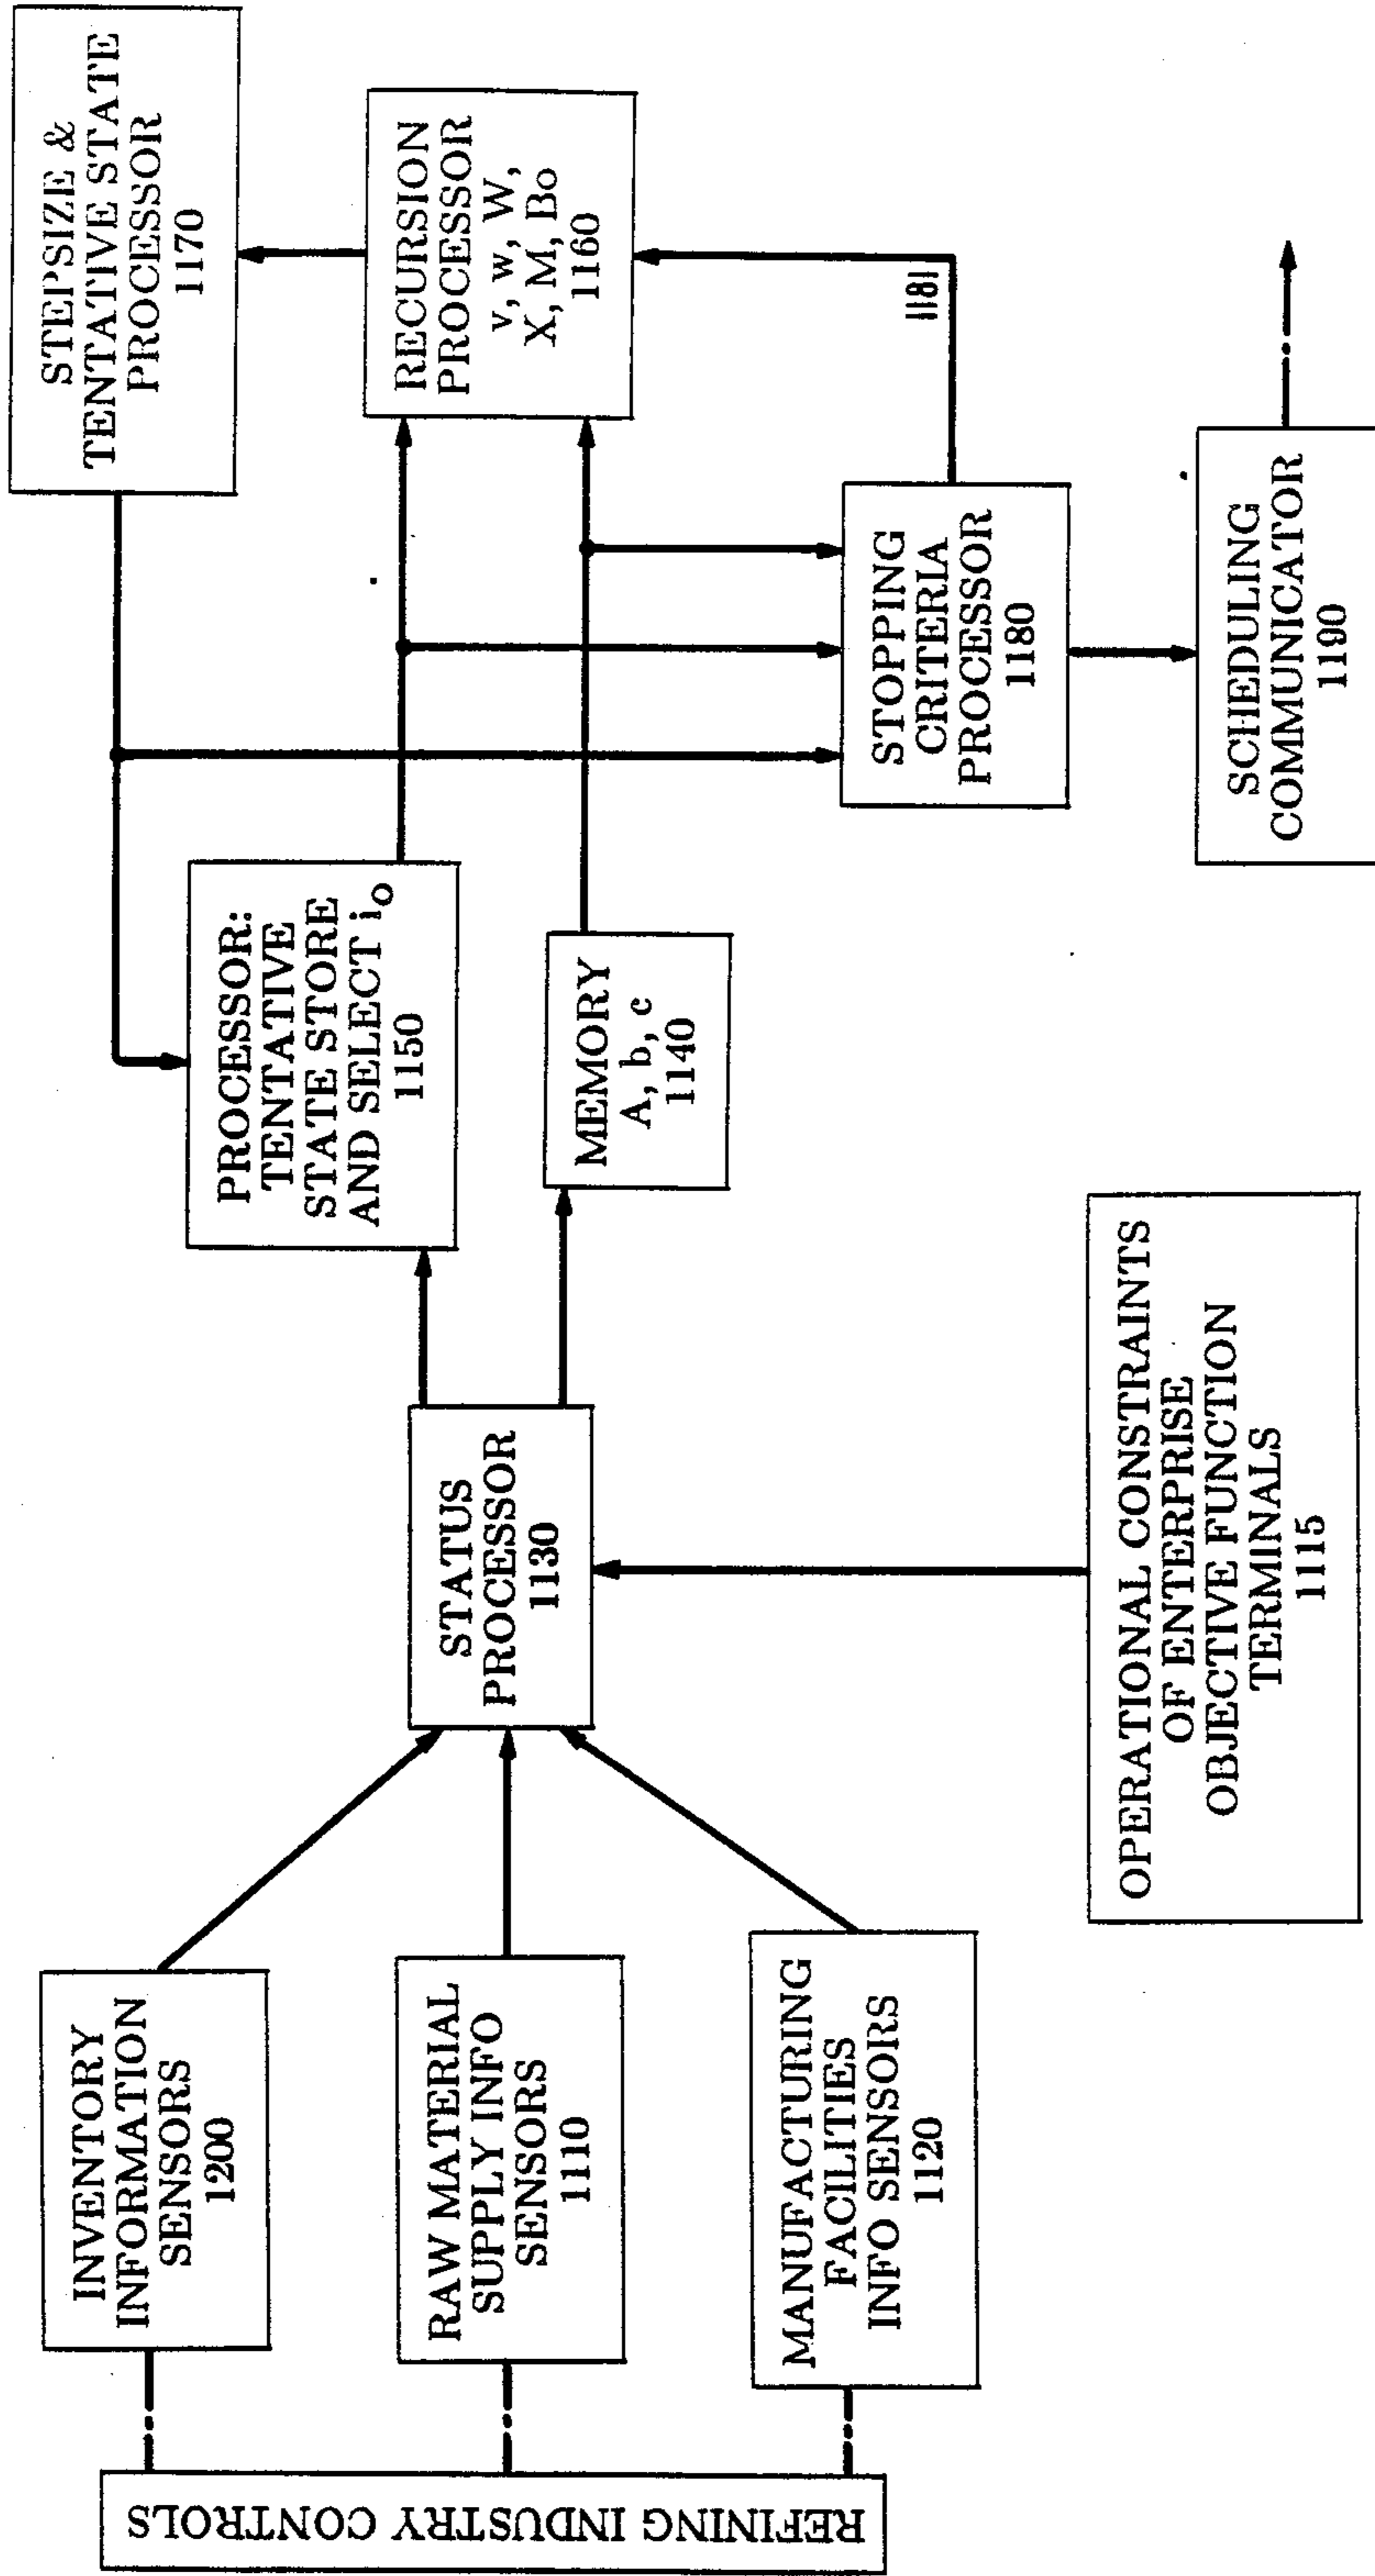 REFINING INDUSTRY CONTROLS
INVENTORY
INFORMATION
SENSORS
1200
RAW MATERIAL
SUPPLY INFO
SENSORS
1110
MANUFACTURING
FACILITIES
INFO SENSORS
1120
STATUS
PROCESSOR
1130
OPERATIONAL CONSTRAINTS
OF ENTERPRISE
OBJECTIVE FUNCTION
TERMINALS
1115
PROCESSOR:
TENTATIVE
STATE STORE
AND SELECT i₀
1150
MEMORY
A, b, c
1140
STEPSIZE &
TENTATIVE STATE
PROCESSOR
1170
RECURSION
PROCESSOR
v, w, W,
X, M, Bo
1160
1181
STOPPING
CRITERIA
PROCESSOR
1180
SCHEDULING
COMMUNICATOR
1190